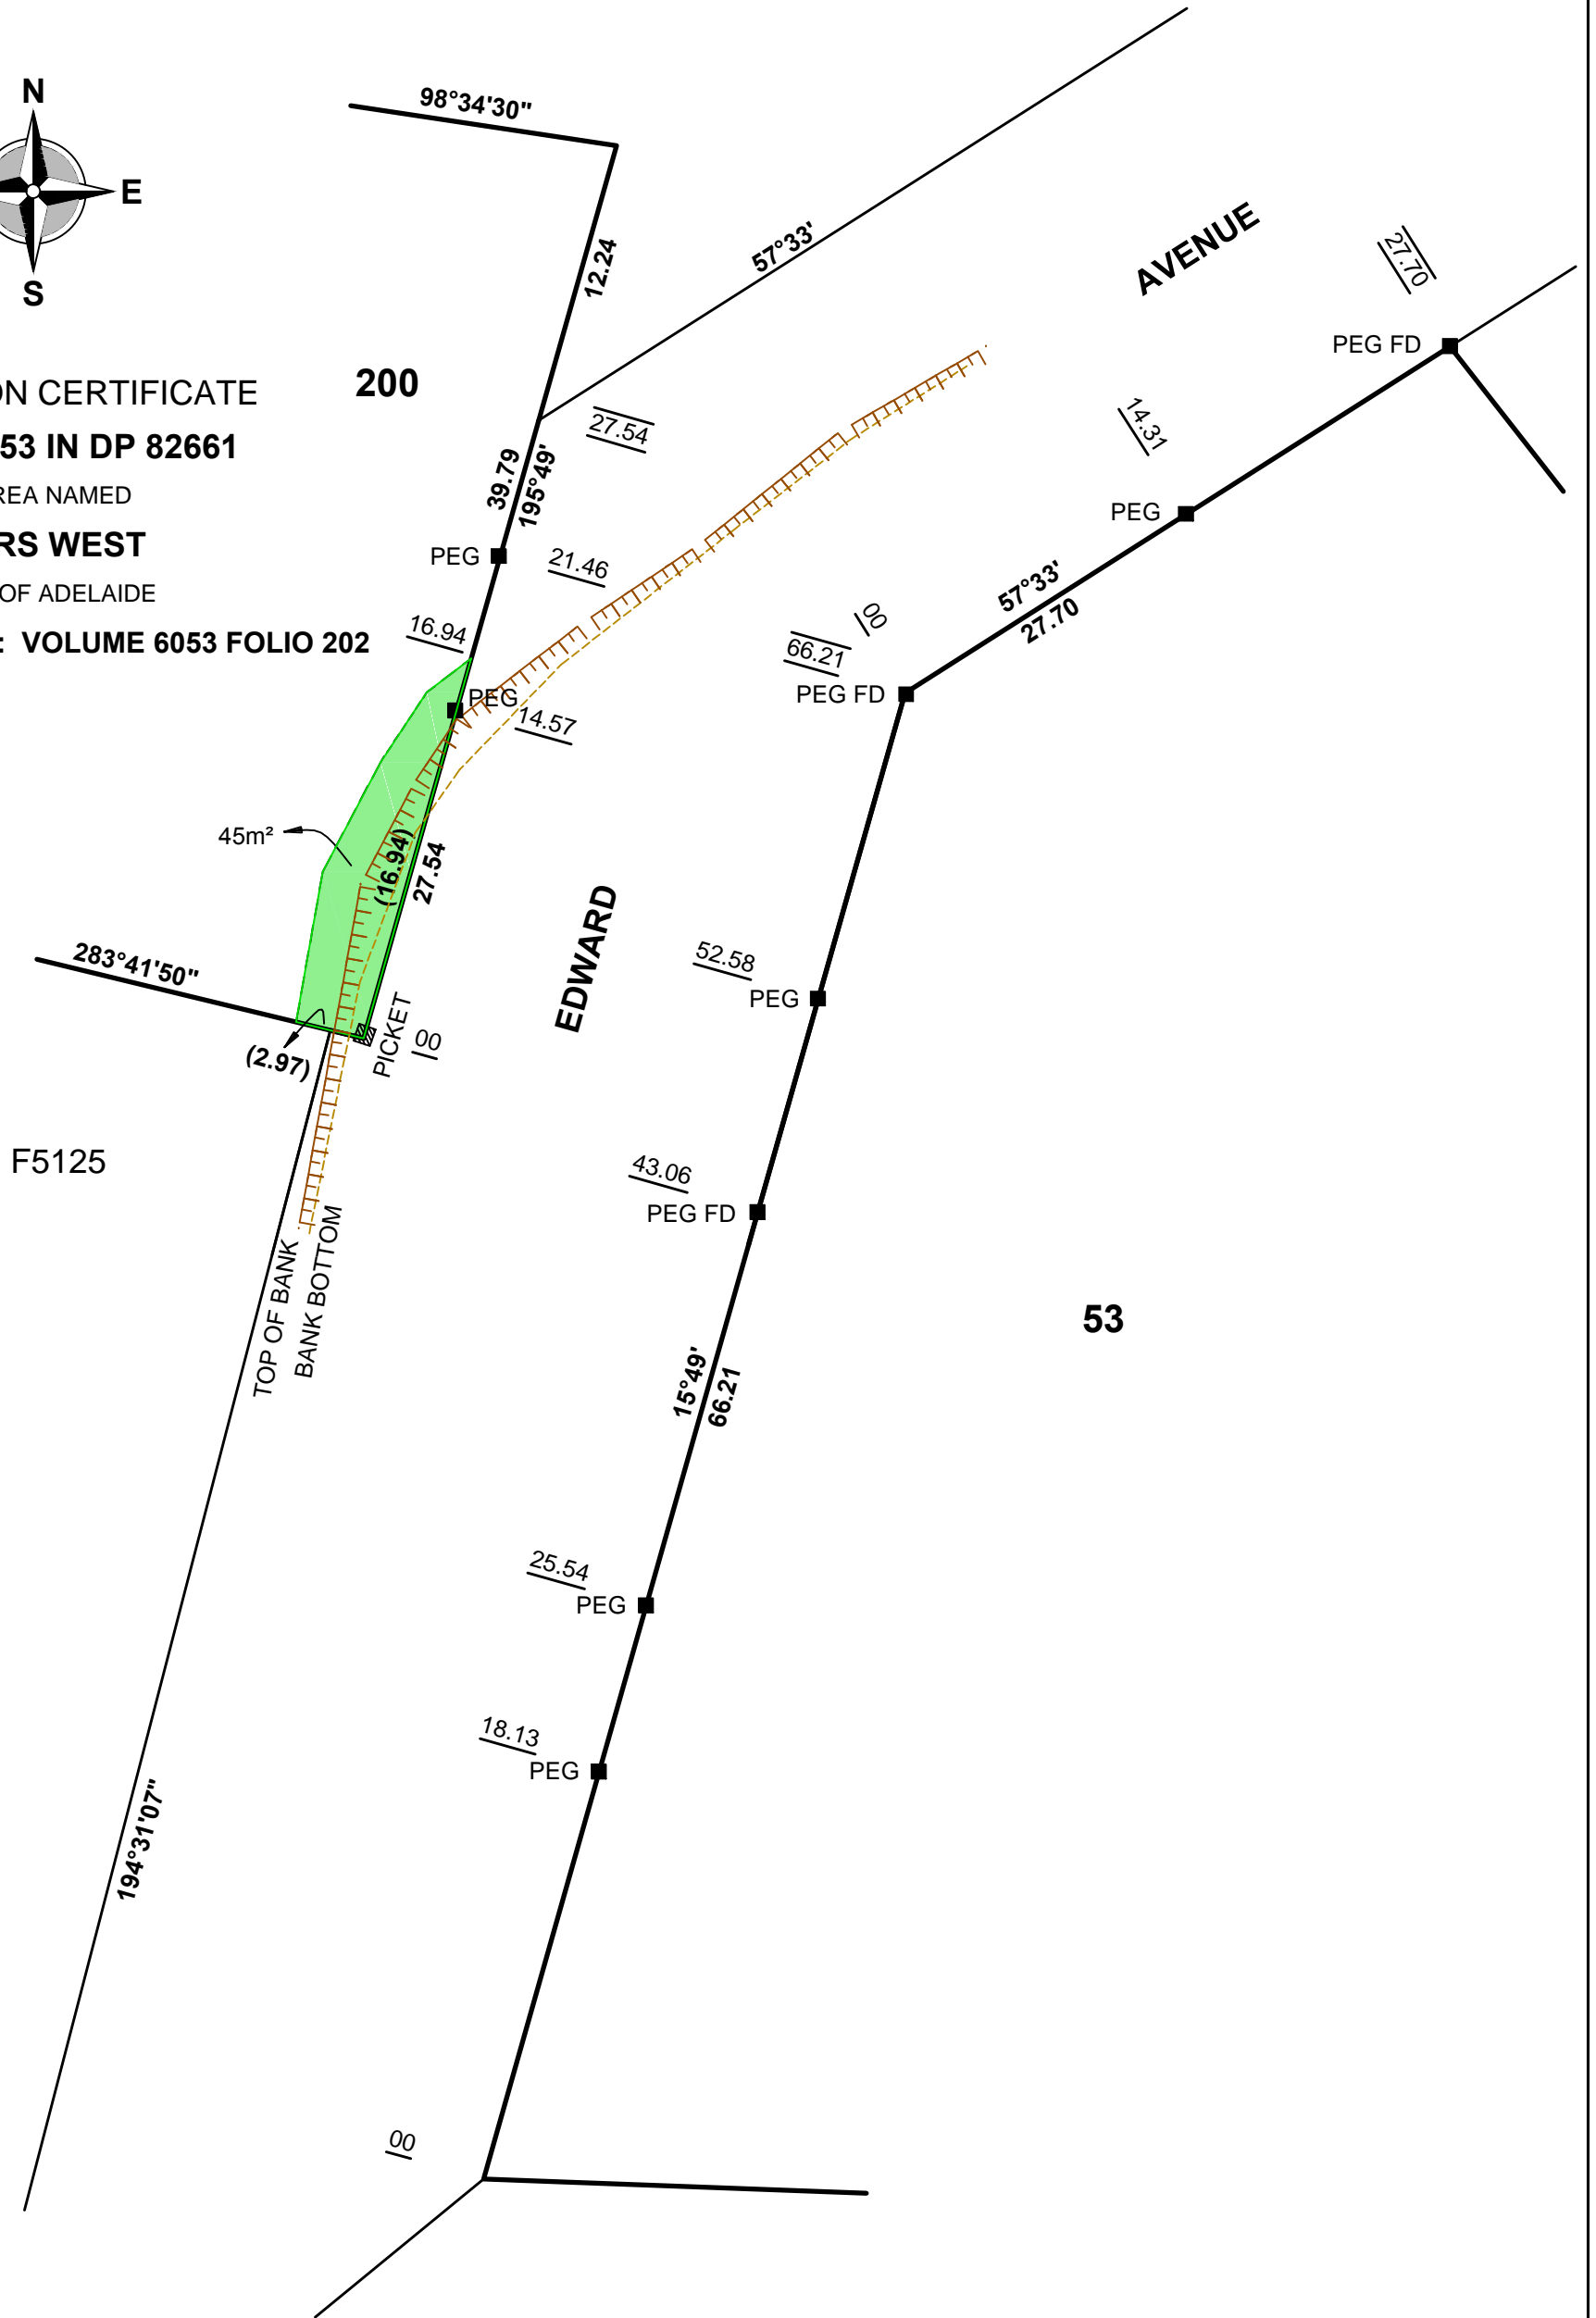 N
E
S
98°34'30"
12.24
57°33'
AVENUE
27.70
PEG FD
ON CERTIFICATE
200
53 IN DP 82661
REA NAMED
RS WEST
OF ADELAIDE
: VOLUME 6053 FOLIO 202
27.54
39.79
195°49'
PEG
21.46
16.94
14.31
PEG
57°33'
27.70
00
66.21
PEG FD
PEG
14.57
45m²
(16.94)
27.54
EDWARD
283°41'50"
(2.97)
PICKET
00
52.58
PEG
F5125
43.06
PEG FD
TOP OF BANK
BANK BOTTOM
53
15°49'
66.21
25.54
PEG
18.13
PEG
194°31'07"
00